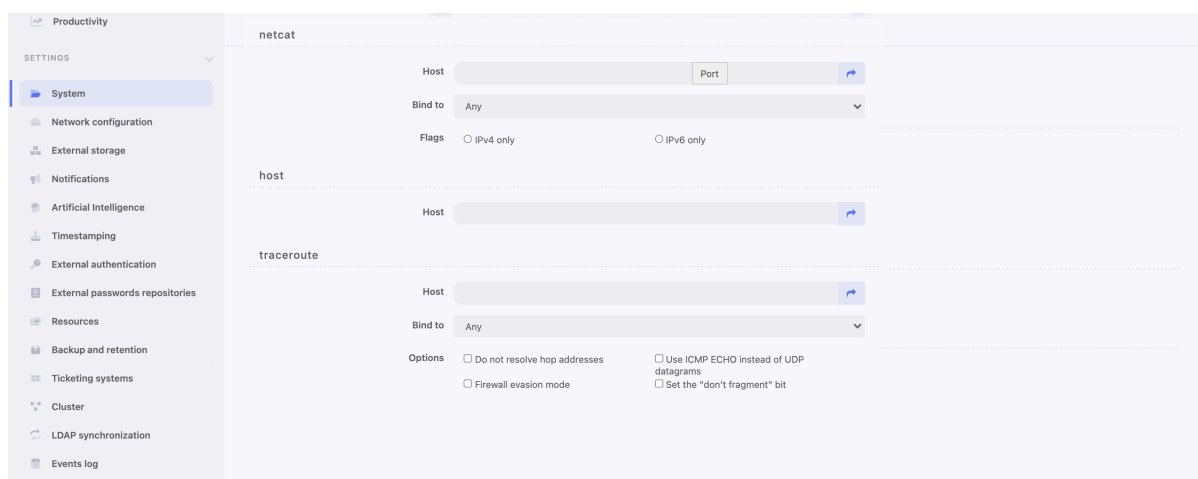 Productivity
SETTINGS
System
Network configuration
External storage
Notifications
Artificial Intelligence
Timestamping
External authentication
External passwords repositories
Resources
Backup and retention
Ticketing systems
Cluster
LDAP synchronization
Events log
netcat
Host
Port
Bind to
Any
Flags
IPv4 only
IPv6 only
host
Host
traceroute
Host
Bind to
Any
Options
Do not resolve hop addresses
Use ICMP ECHO instead of UDP
datagrams
Firewall evasion mode
Set the "don't fragment" bit